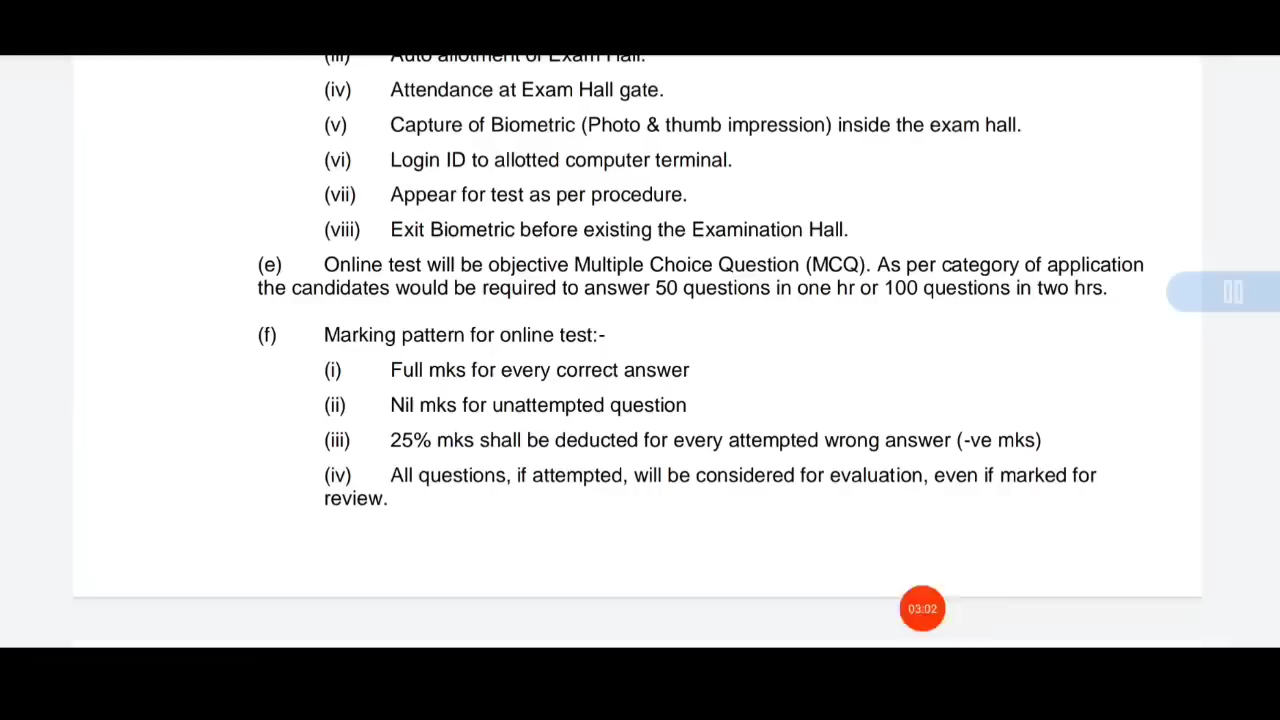 (iii) Auto allotment of Exam Hall.
(iv) Attendance at Exam Hall gate.
(v) Capture of Biometric (Photo & thumb impression) inside the exam hall.
(vi) Login ID to allotted computer terminal.
(vii) Appear for test as per procedure.
(viii) Exit Biometric before existing the Examination Hall.
(e) Online test will be objective Multiple Choice Question (MCQ). As per category of application
the candidates would be required to answer 50 questions in one hr or 100 questions in two hrs.
(f) Marking pattern for online test:-
(i) Full mks for every correct answer
(ii) Nil mks for unattempted question
(iii) 25% mks shall be deducted for every attempted wrong answer (-ve mks)
(iv) All questions, if attempted, will be considered for evaluation, even if marked for
review.
03:02